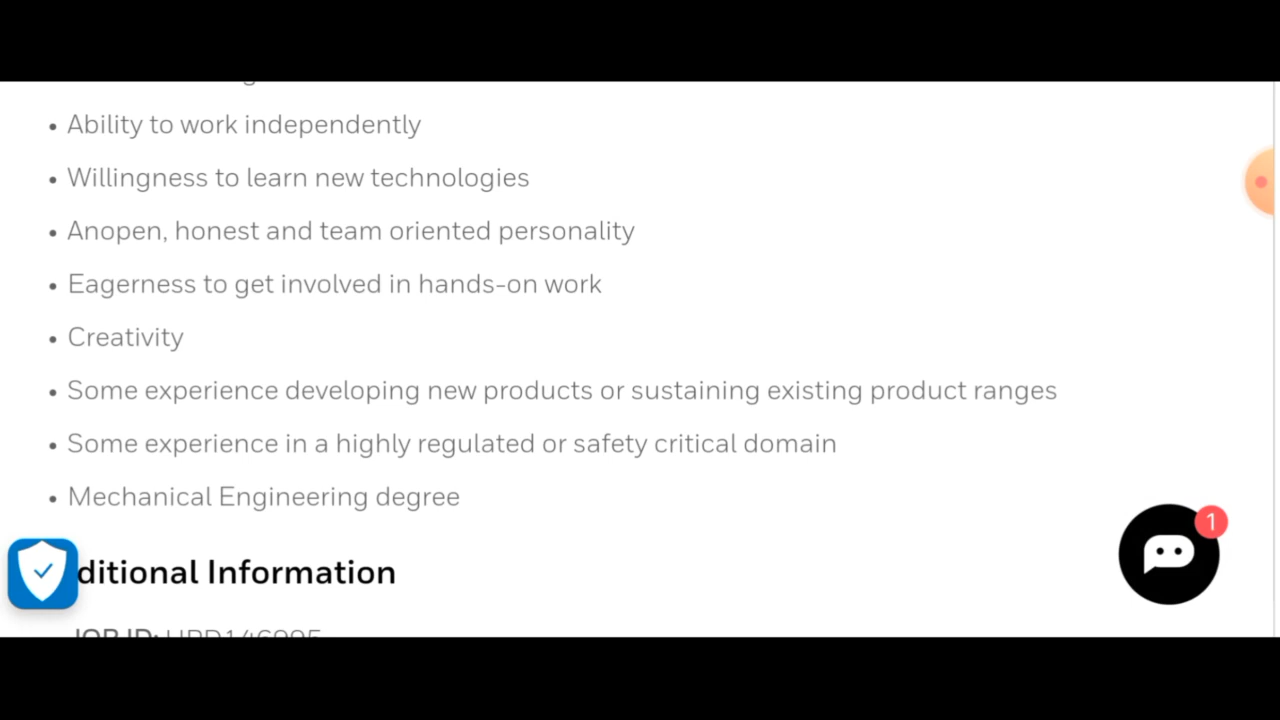 • Ability to work independently
• Willingness to learn new technologies
• Anopen, honest and team oriented personality
• Eagerness to get involved in hands-on work
• Creativity
• Some experience developing new products or sustaining existing product ranges
• Some experience in a highly regulated or safety critical domain
• Mechanical Engineering degree
1
ditional Information
JOB ID: